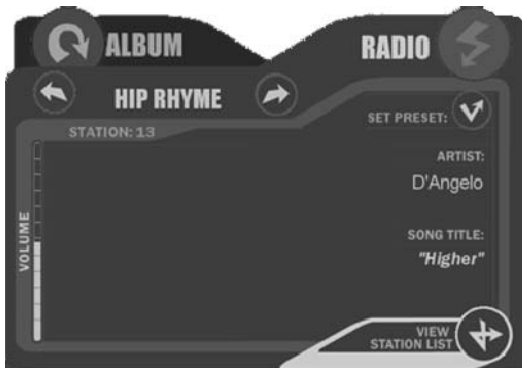 ALBUM
RADIO
HIP RHYME
SET PRESET:
STATION: 13
ARTIST:
D'Angelo
VOLUME
SONG TITLE:
"Higher"
VIEW
STATION LIST